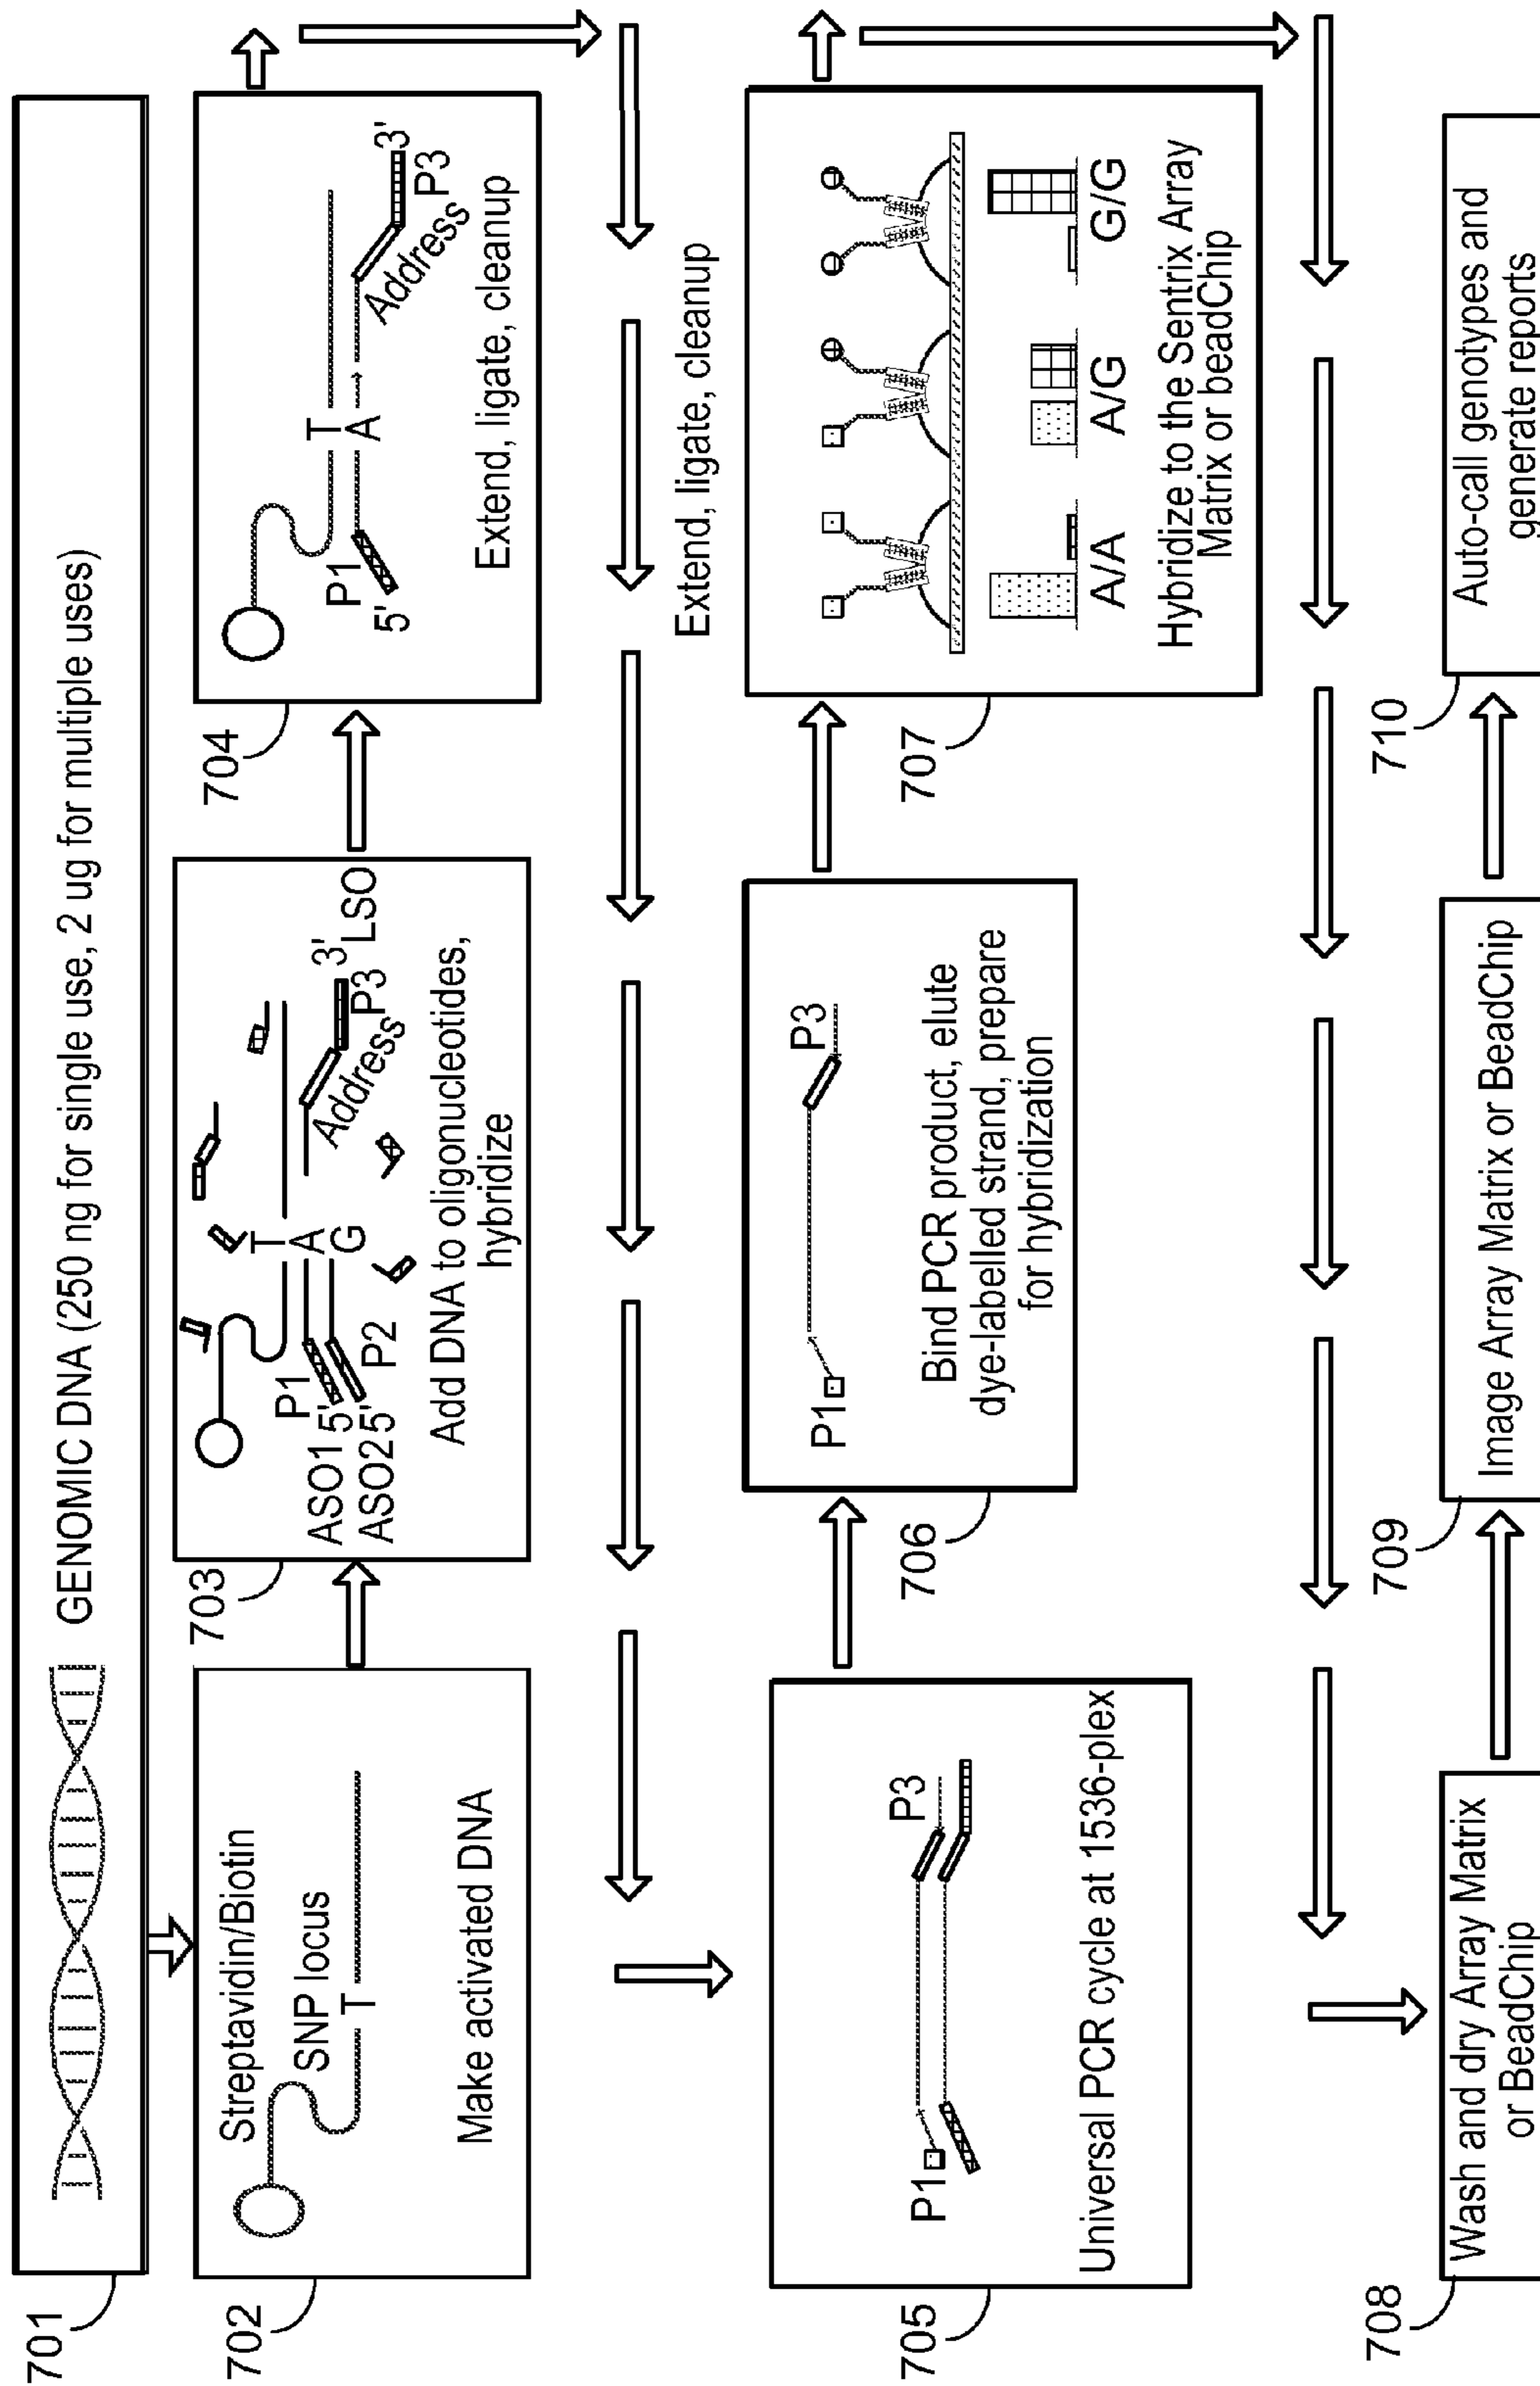 701
GENOMIC DNA (250 ng for single use, 2 ug for multiple uses)
702
Streptavidin/Biotin
SNP locus
T
Make activated DNA
703
P1
T
A
G
ASO1 5'
ASO2 5'
P2
Address
P3
3'
LSO
Add DNA to oligonucleotides,
hybridize
704
P1
5'
T
A
Address
P3
3'
Extend, ligate, cleanup
Extend, ligate, cleanup
705
P1
P3
Universal PCR cycle at 1536-plex
706
P1
P3
Bind PCR product, elute
dye-labelled strand, prepare
for hybridization
707
A/A A/G G/G
Hybridize to the Sentrix Array
Matrix or beadChip
708
Wash and dry Array Matrix
or BeadChip
709
Image Array Matrix or BeadChip
710
Auto-call genotypes and
generate reports